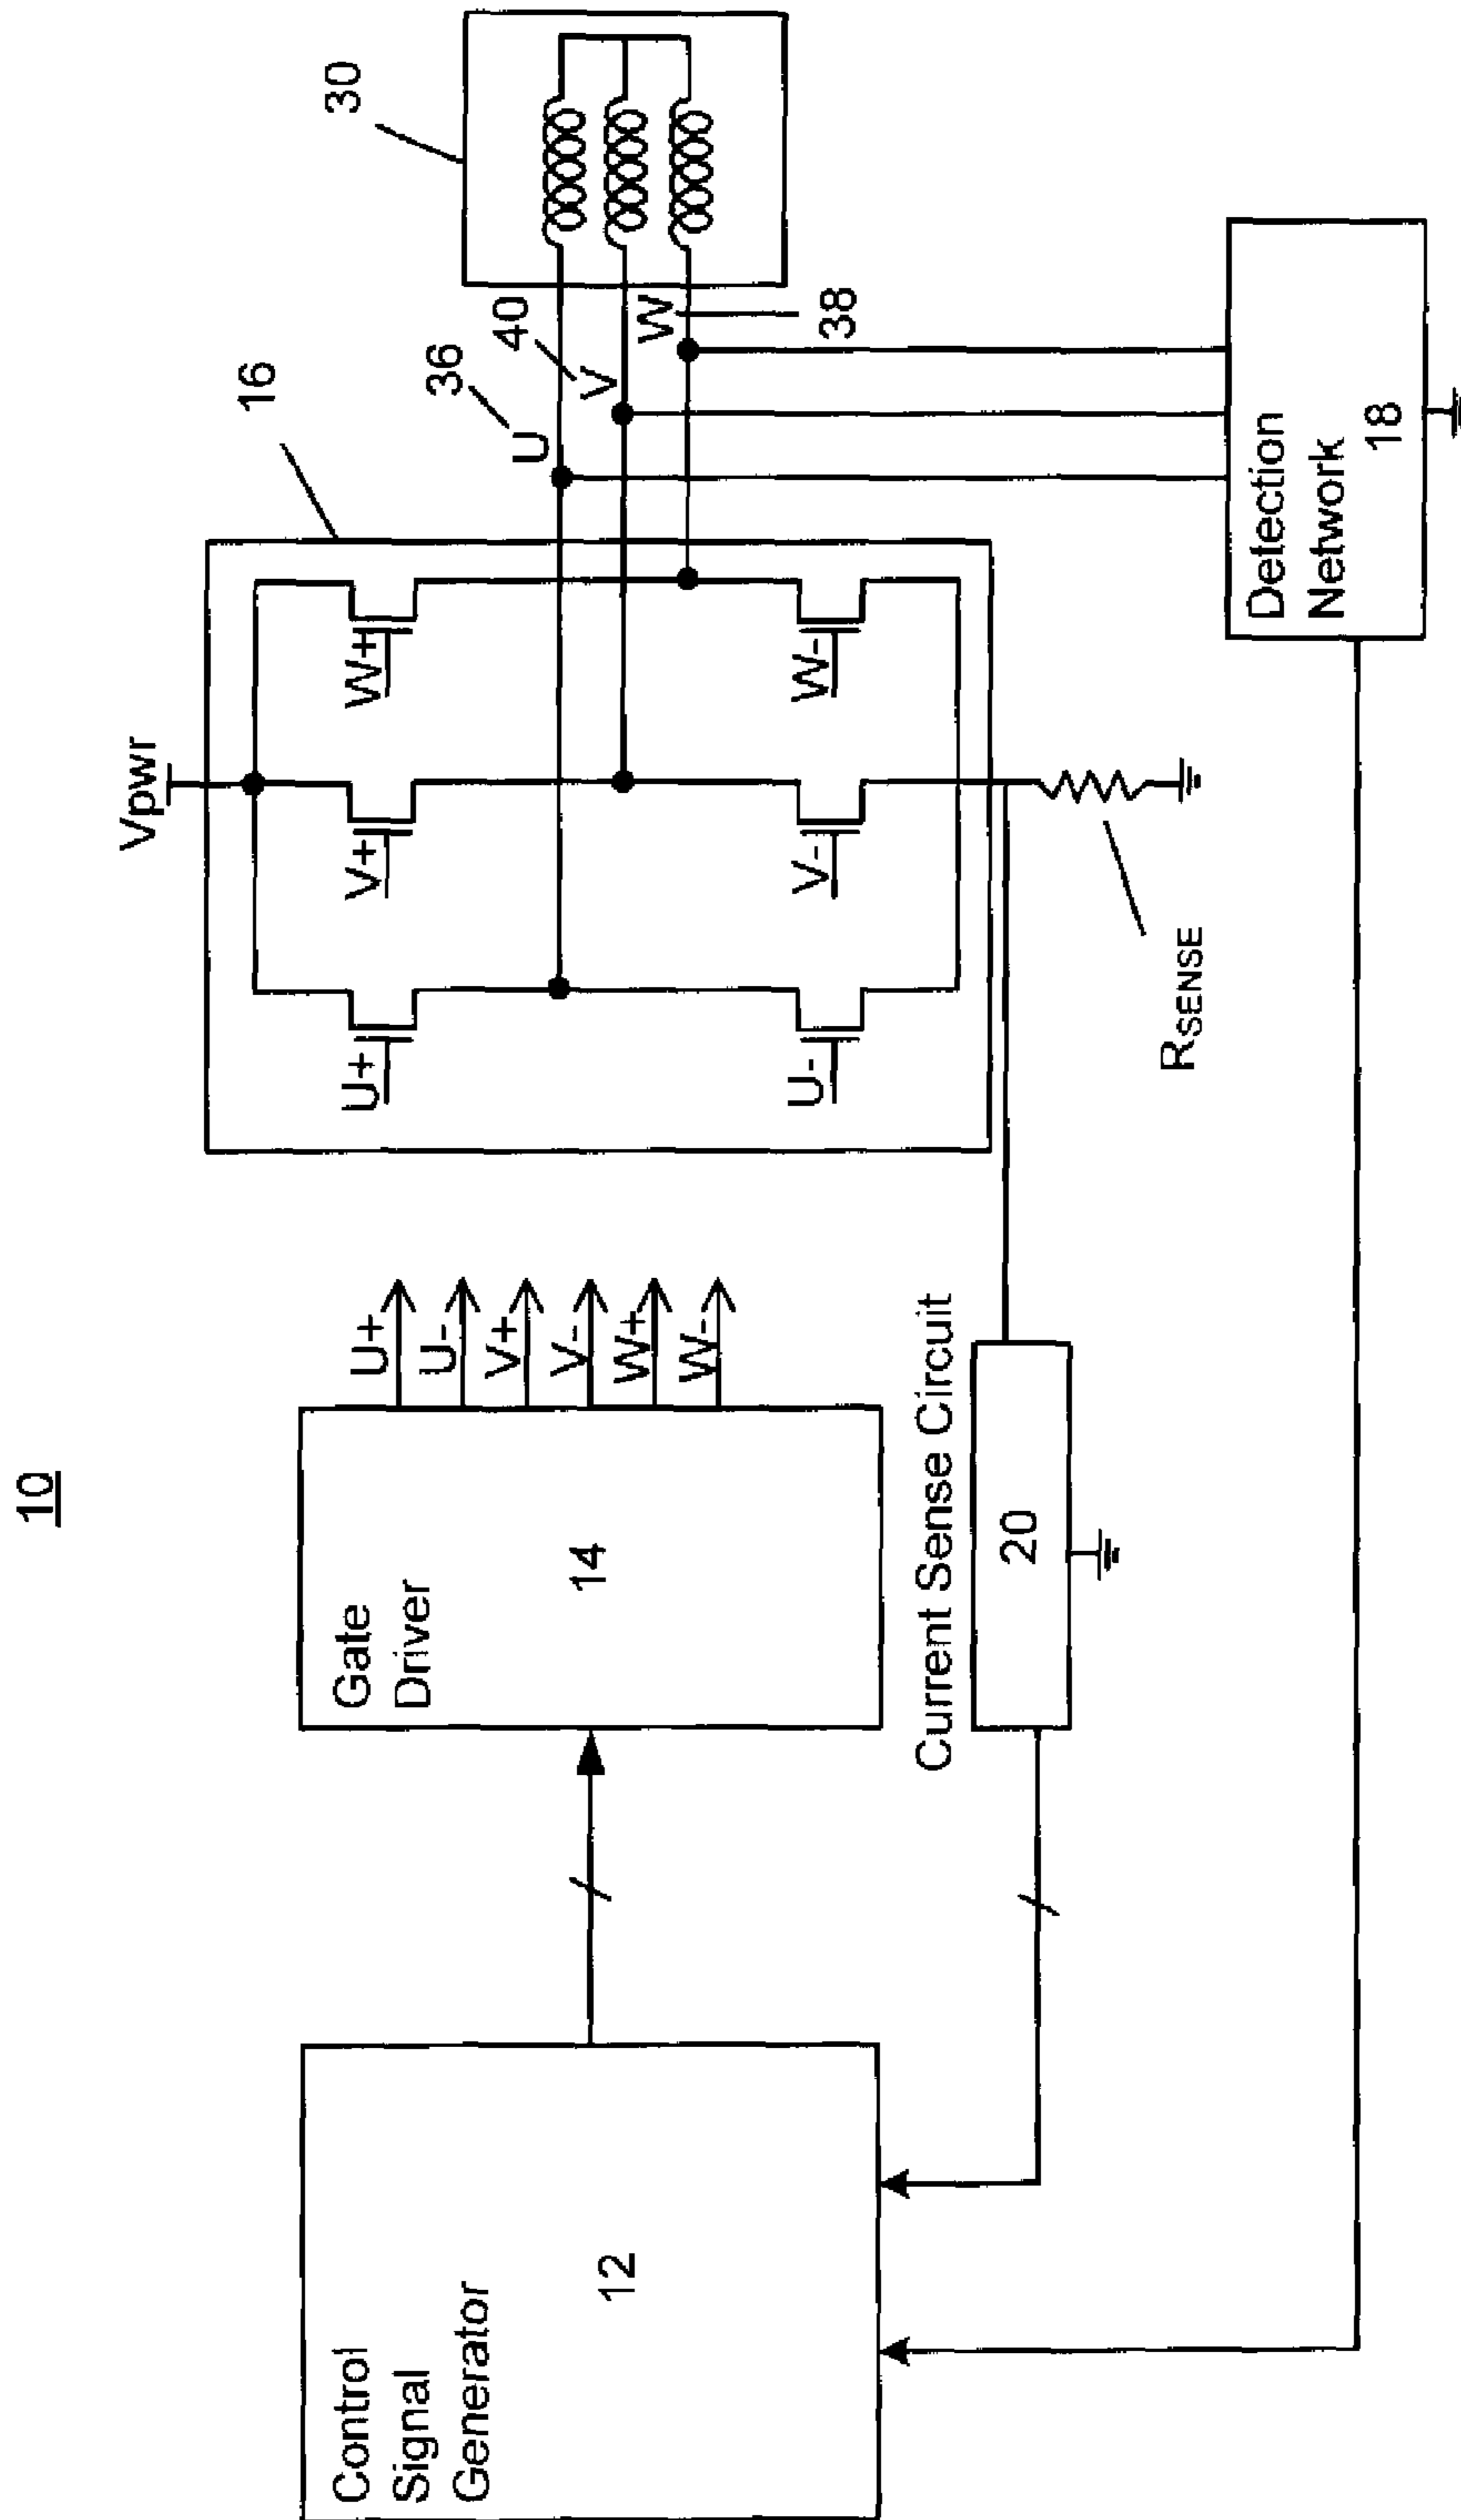 10
Control
Signal
Generator
12
Gate
Driver
14
U+
U-
V+
V-
W+
W-
Current Sense Circuit
20
Vpwr
16
U+
V+
W+
U-
V-
W-
RSENSE
U
36
V
40
W
38
30
Detection
Network
18